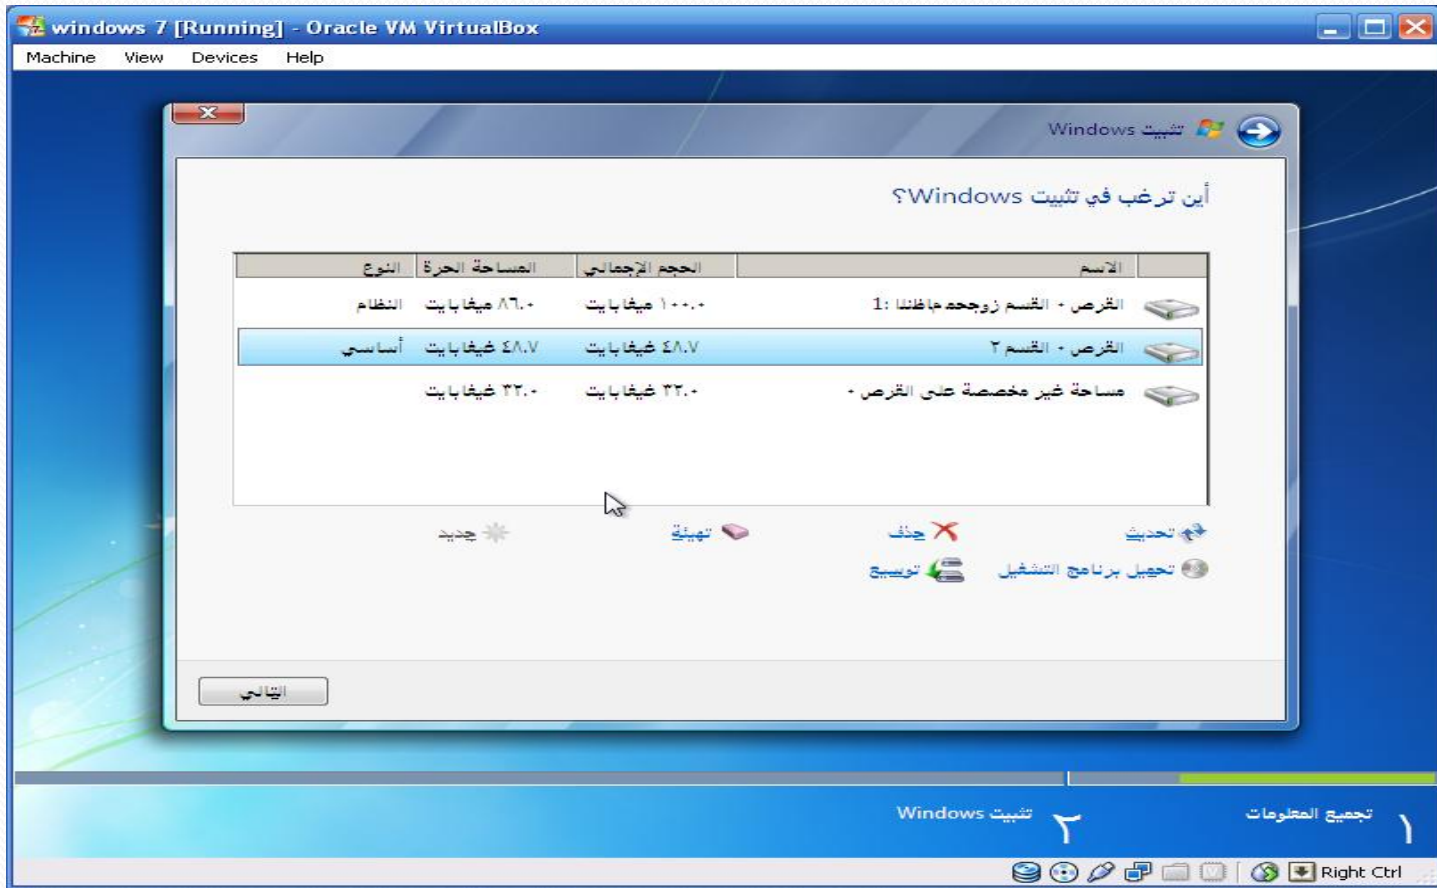 windows 7 [Running] - Oracle VM VirtualBox
Machine View Devices Help
تثبيت Windows
أين ترغب في تثبيت Windows؟
الاسم الحجم الإجمالي المساحة الحرة النوع
القرص ٠ القسم :1 ١٠٠.٠ ميغابايت ٨٦.٠ ميغابايت النظام
القرص ٠ القسم ٢ ٤٨.٧ غيغابايت ٤٨.٧ غيغابايت أساسي
مساحة غير مخصصة على القرص ٠ ٣٢.٠ غيغابايت ٣٢.٠ غيغابايت
تحديث حذف تهيئة جديد
تحميل برنامج التشغيل توسيع
التالي
١ تجميع المعلومات ٢ تثبيت Windows
Right Ctrl